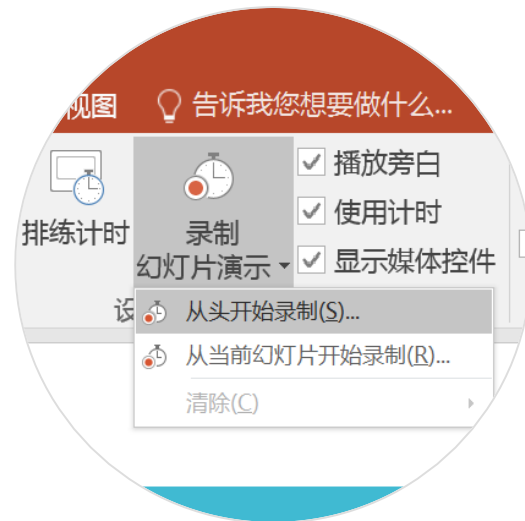 视图 告诉我您想要做什么...
排练计时
录制
幻灯片演示
播放旁白
使用计时
显示媒体控件
设
从头开始录制(S)...
从当前幻灯片开始录制(R)...
清除(C)